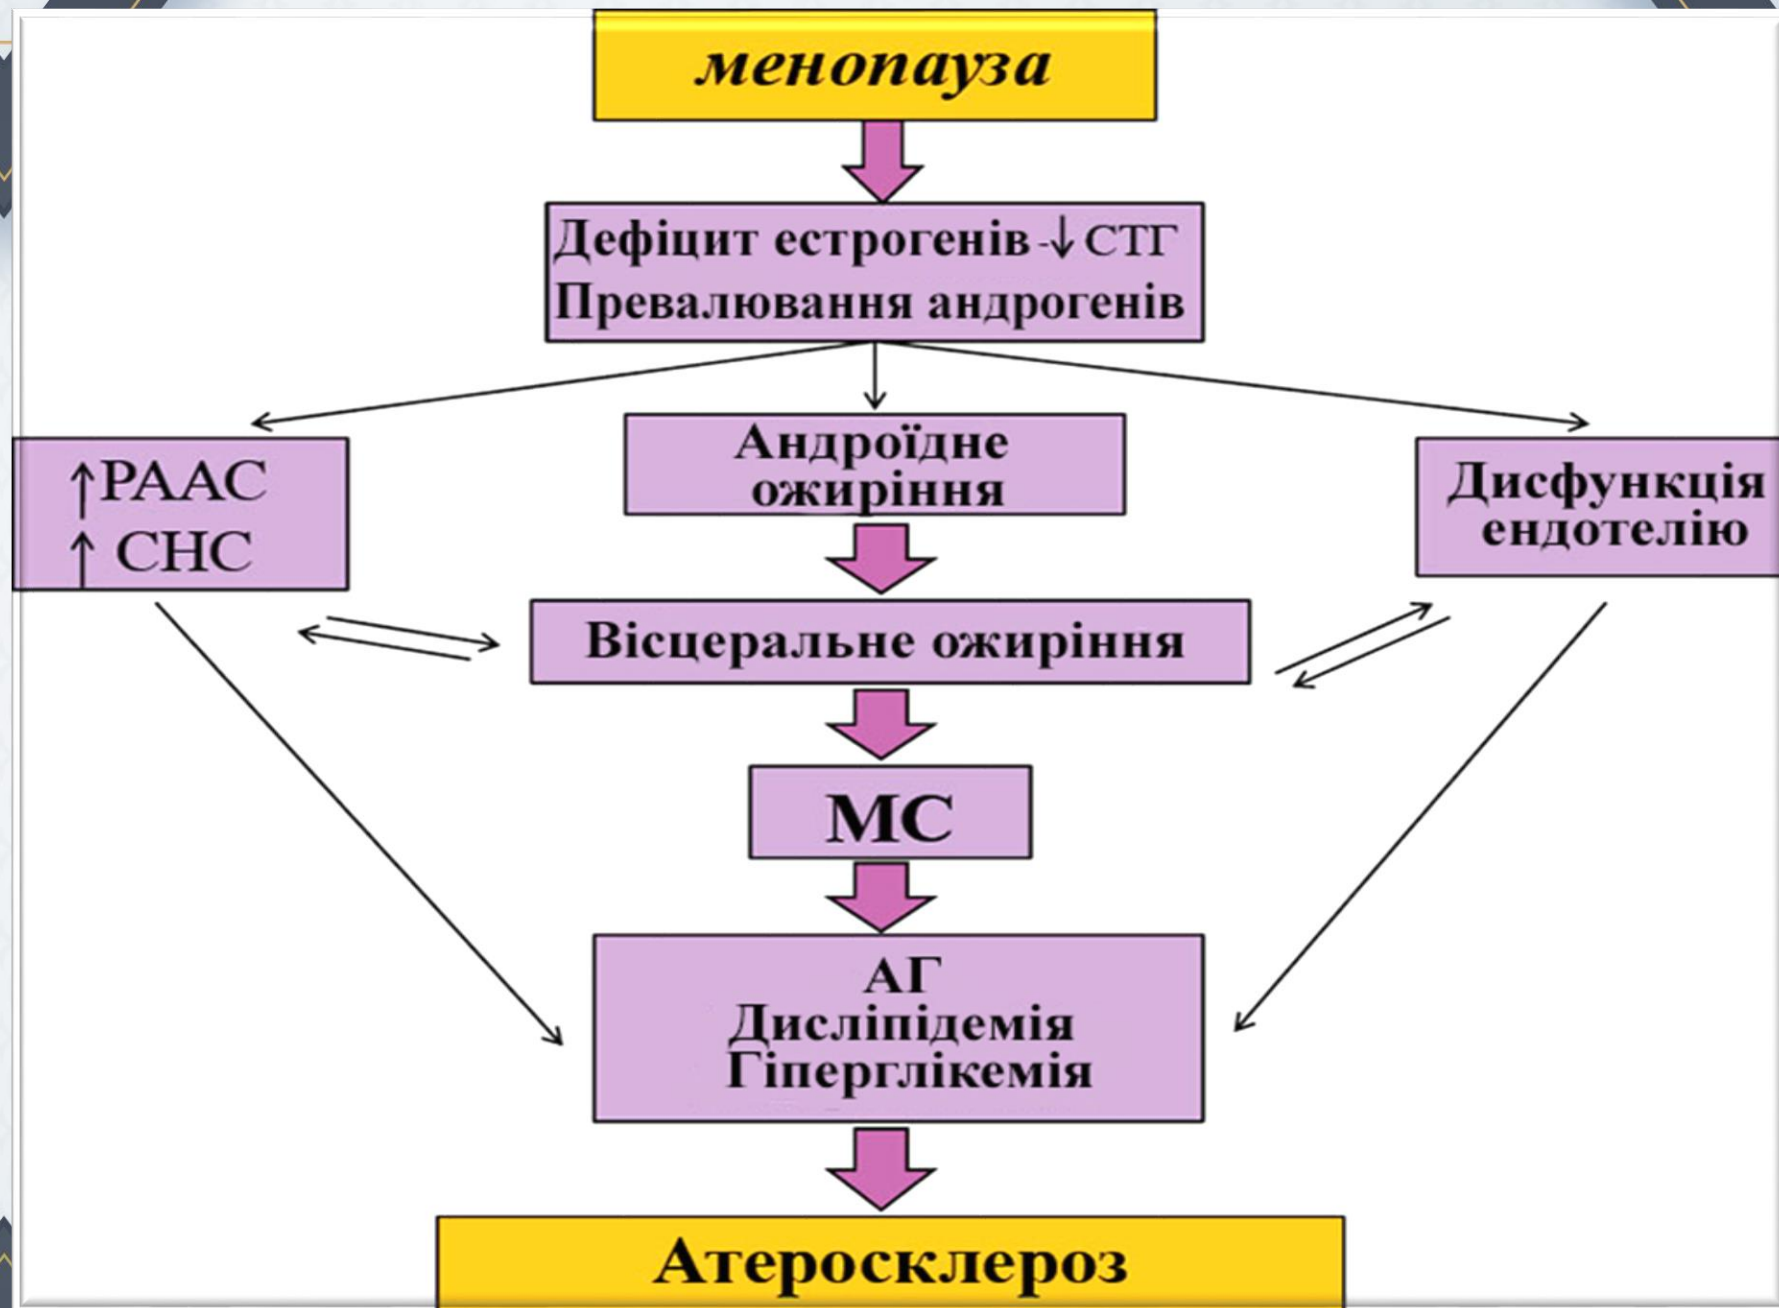 менопауза
Дефіцит естрогенів -↓ СТГ
Превалювання андрогенів
↑РААС
↑ СНС
Андроїдне
ожиріння
Дисфункція
ендотелію
Вісцеральне ожиріння
МС
АГ
Дисліпідемія
Гіперглікемія
Атеросклероз